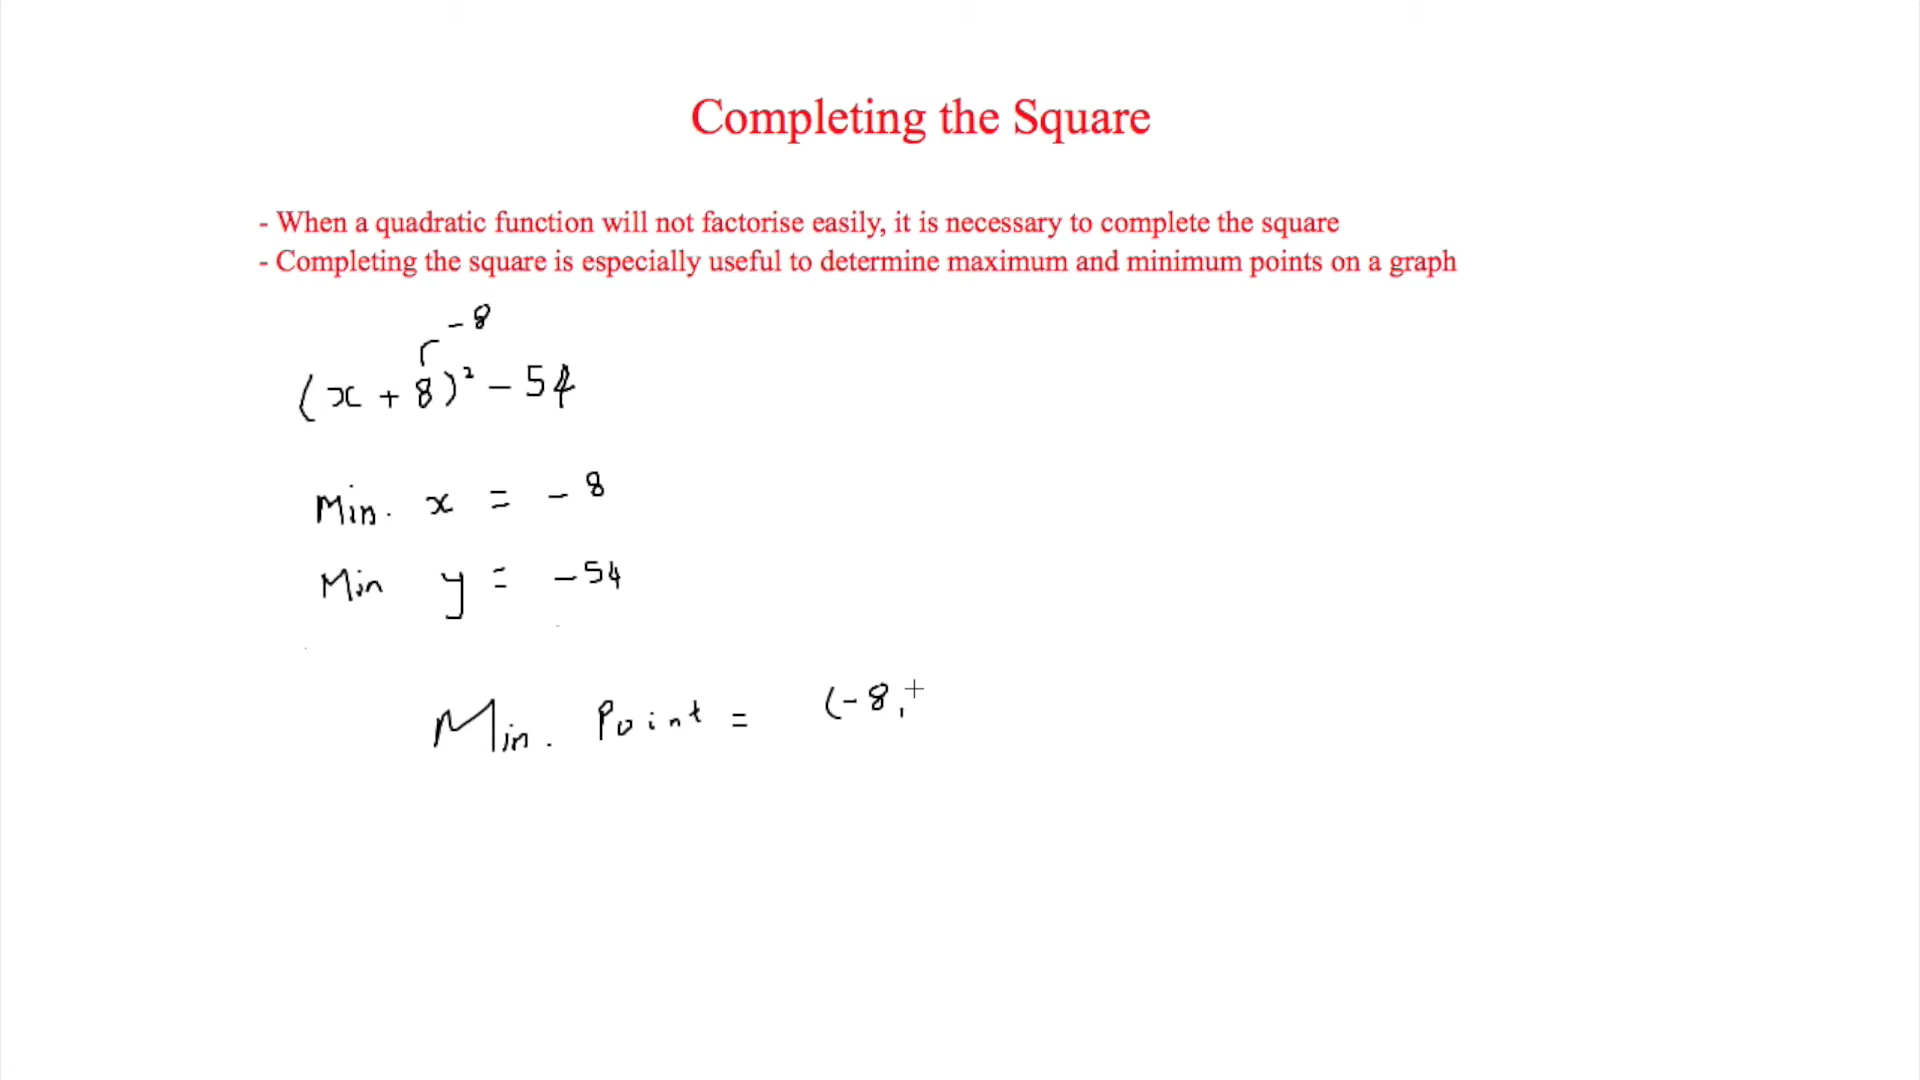 Completing the Square
- When a quadratic function will not factorise easily, it is necessary to complete the square
- Completing the square is especially useful to determine maximum and minimum points on a graph
-8
(x + 8)² - 54
Min. x = -8
Min y = -54
Min. Point = (-8,